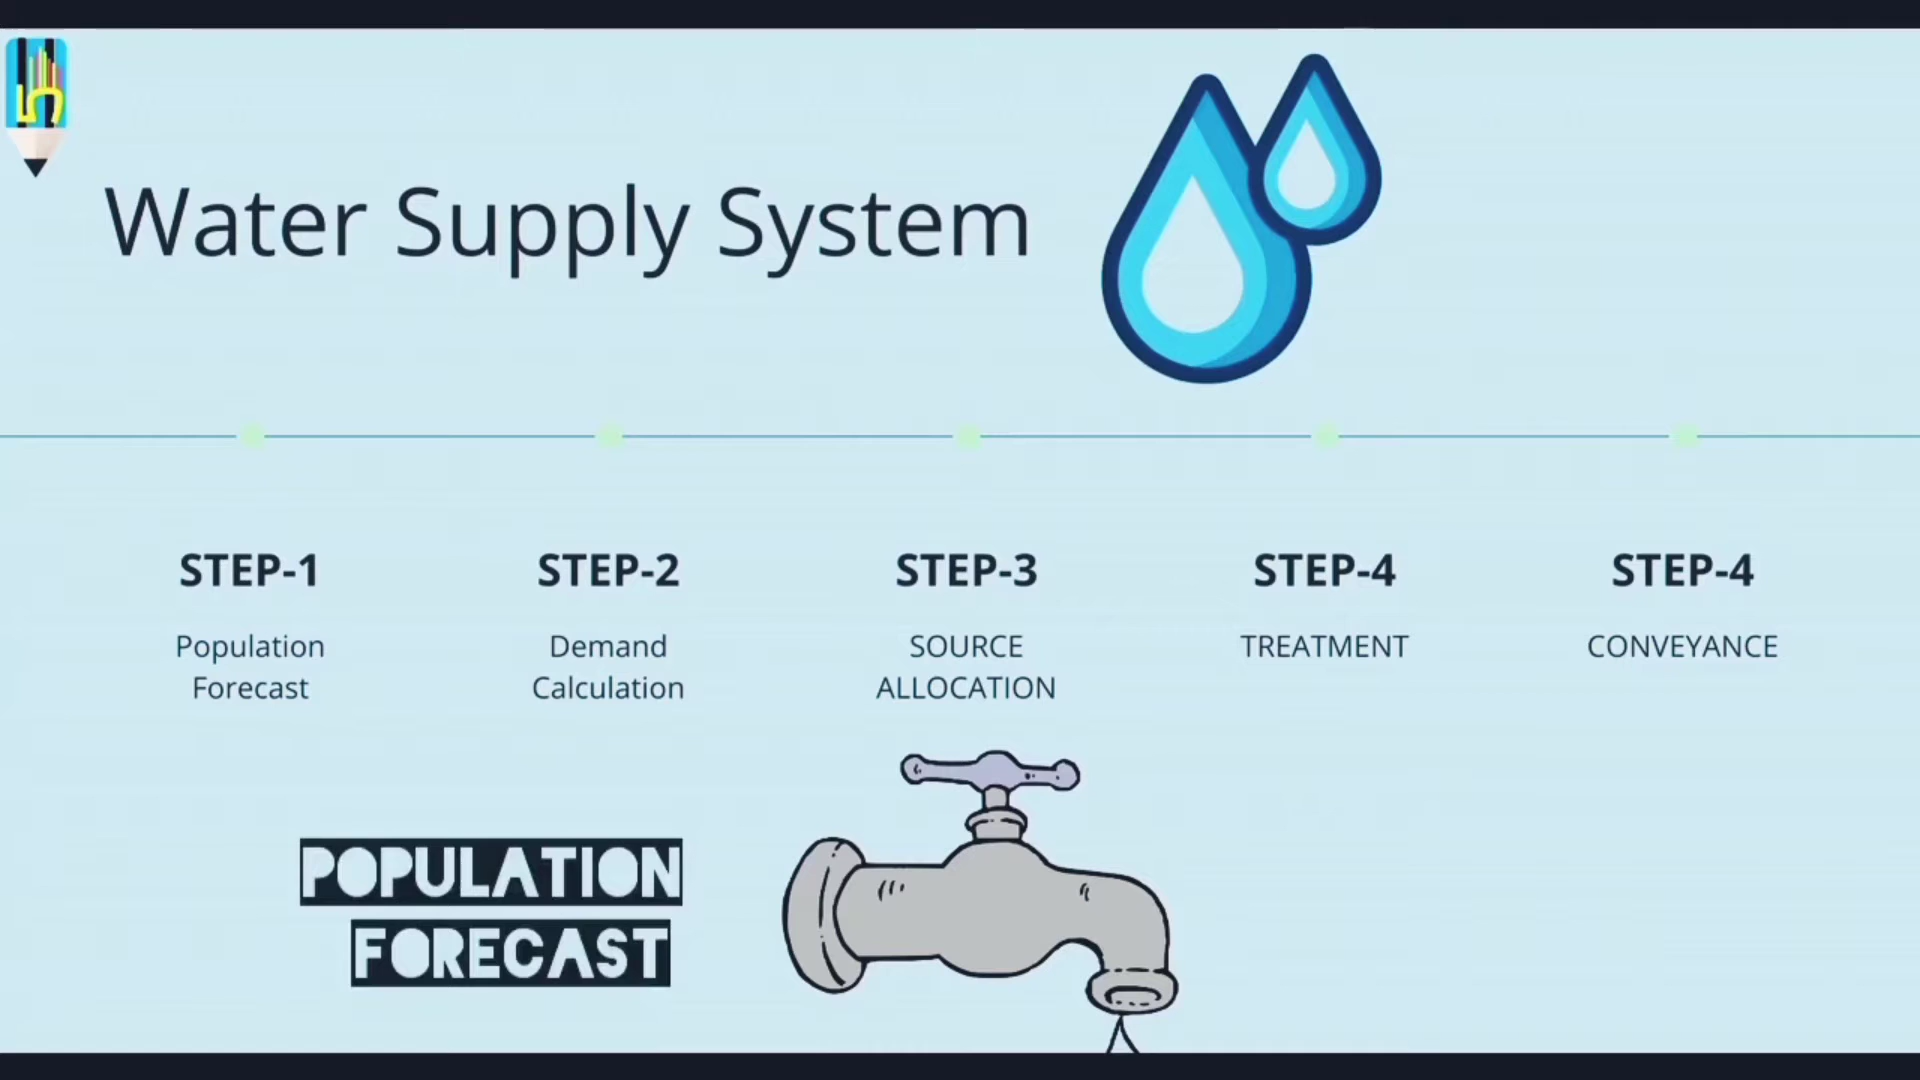 Water Supply System
STEP-1
Population
Forecast
STEP-2
Demand
Calculation
STEP-3
SOURCE
ALLOCATION
STEP-4
TREATMENT
STEP-4
CONVEYANCE
POPULATION
FORECAST